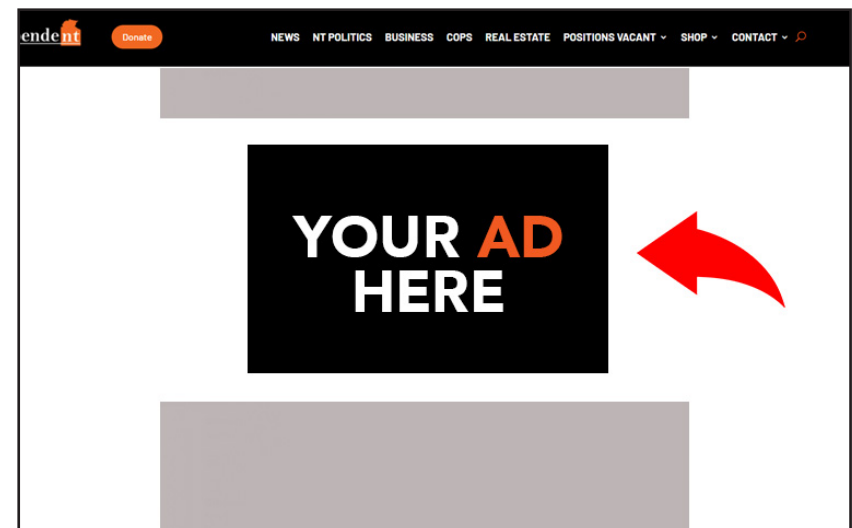 endent
Donate
NEWS NT POLITICS BUSINESS COPS REAL ESTATE POSITIONS VACANT SHOP CONTACT
YOUR AD
HERE